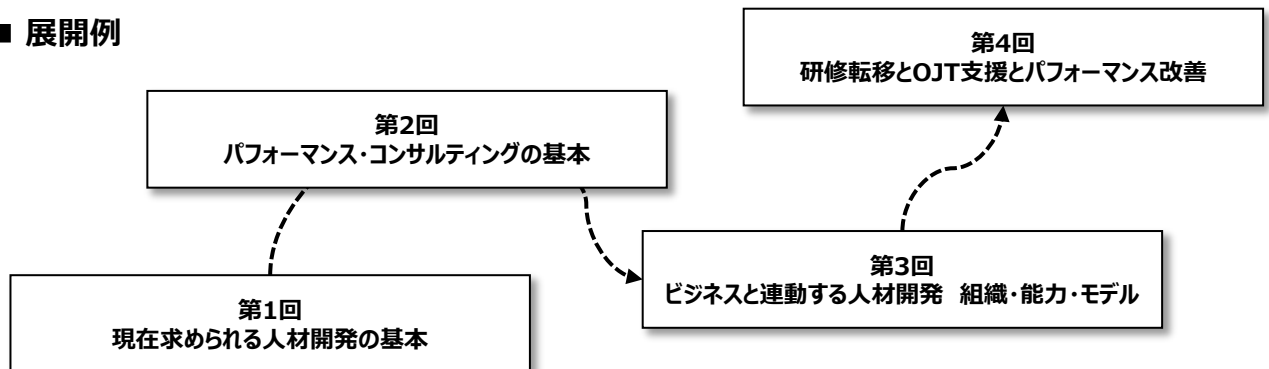 ■ 展開例
第1回
現在求められる人材開発の基本
第2回
パフォーマンス・コンサルティングの基本
第3回
ビジネスと連動する人材開発 組織・能力・モデル
第4回
研修転移とOJT支援とパフォーマンス改善